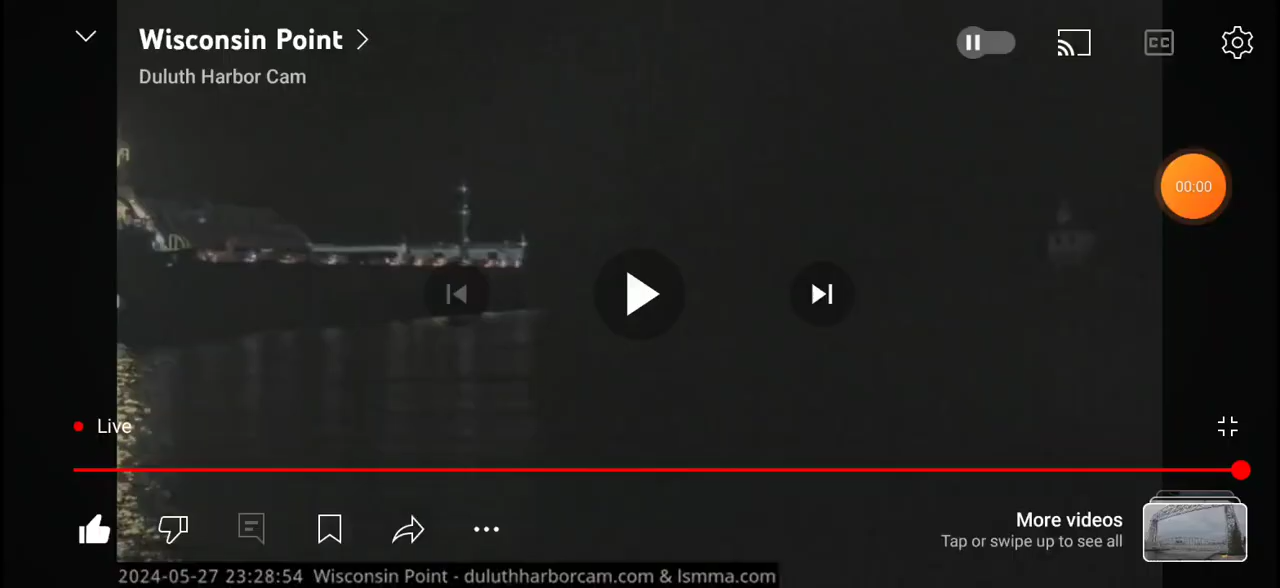 Wisconsin Point
Duluth Harbor Cam
CC
00:00
Live
More videos
Tap or swipe up to see all
2024-05-27 23:28:54 Wisconsin Point - duluthharborcam.com & lsmma.com